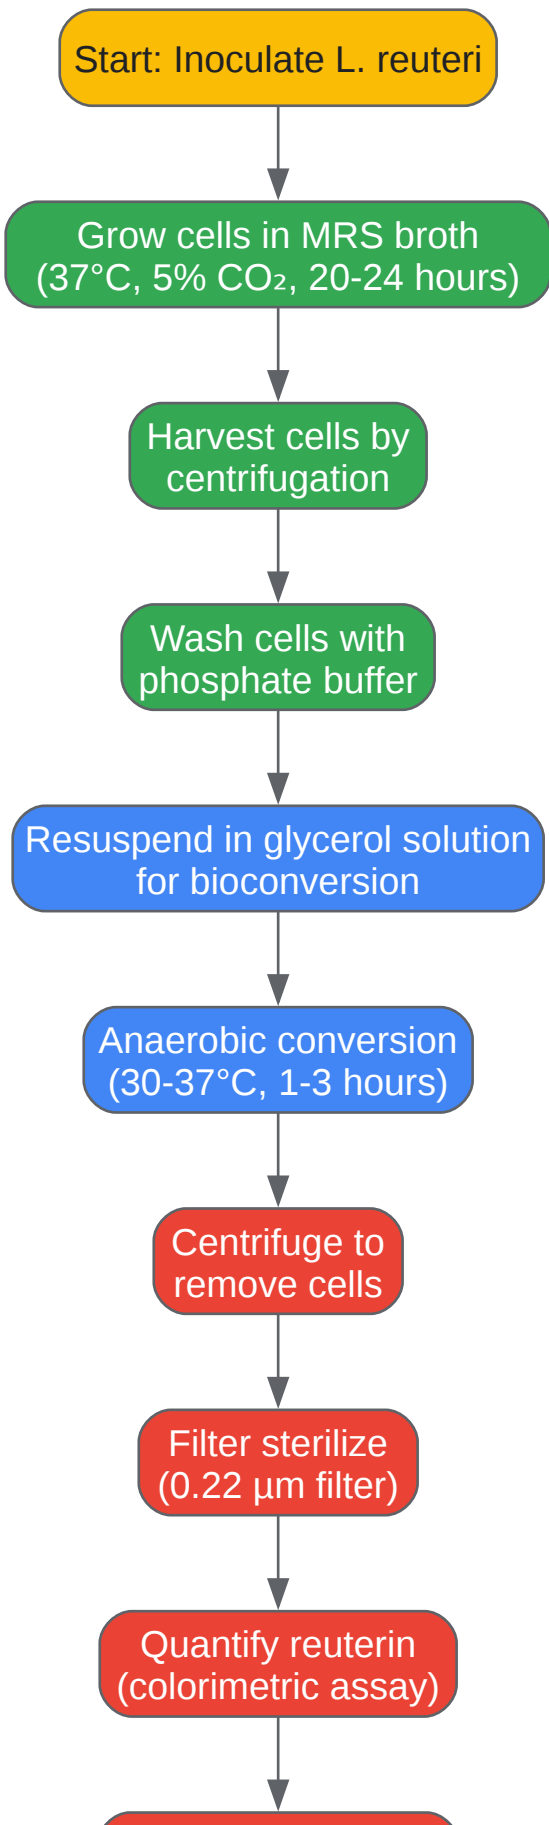 Start: Inoculate L. reuteri
Grow cells in MRS broth
(37°C, 5% CO₂, 20-24 hours)
Harvest cells by
centrifugation
Wash cells with
phosphate buffer
Resuspend in glycerol solution
for bioconversion
Anaerobic conversion
(30-37°C, 1-3 hours)
Centrifuge to
remove cells
Filter sterilize
(0.22 µm filter)
Quantify reuterin
(colorimetric assay)